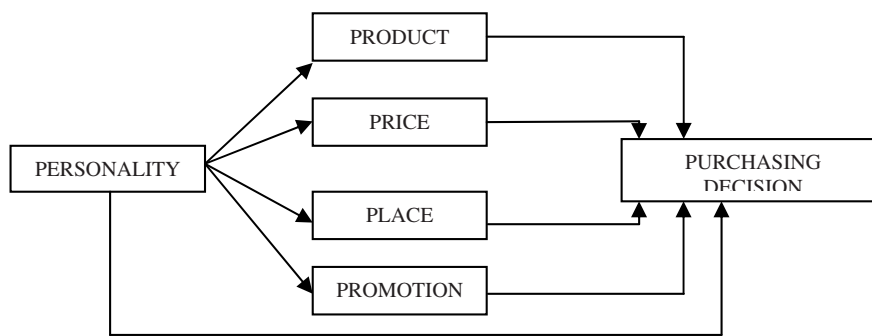 PRODUCT
PRICE
PERSONALITY
PURCHASING
DECISION
PLACE
PROMOTION